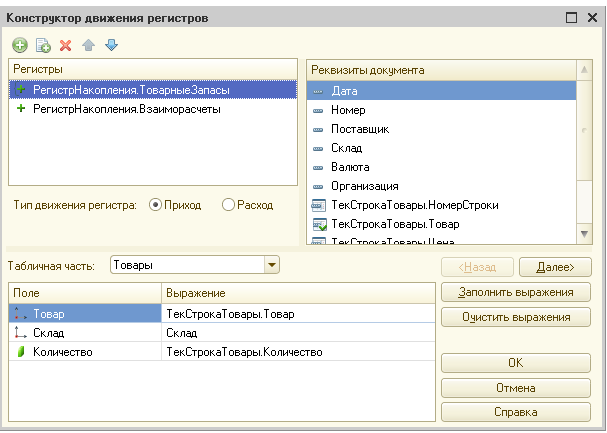 Конструктор движения регистров
Регистры
РегистрНакопления.ТоварныеЗапасы
РегистрНакопления.Взаиморасчеты
Тип движения регистра: Приход Расход
Реквизиты документа
Дата
Номер
Поставщик
Склад
Валюта
Организация
ТекСтрокаТовары.НомерСтроки
ТекСтрокаТовары.Товар
ТекСтрокаТовары.Цена
Табличная часть: Товары
<Назад Далее>
Поле Выражение
Товар ТекСтрокаТовары.Товар
Склад Склад
Количество ТекСтрокаТовары.Количество
Заполнить выражения
Очистить выражения
OK
Отмена
Справка